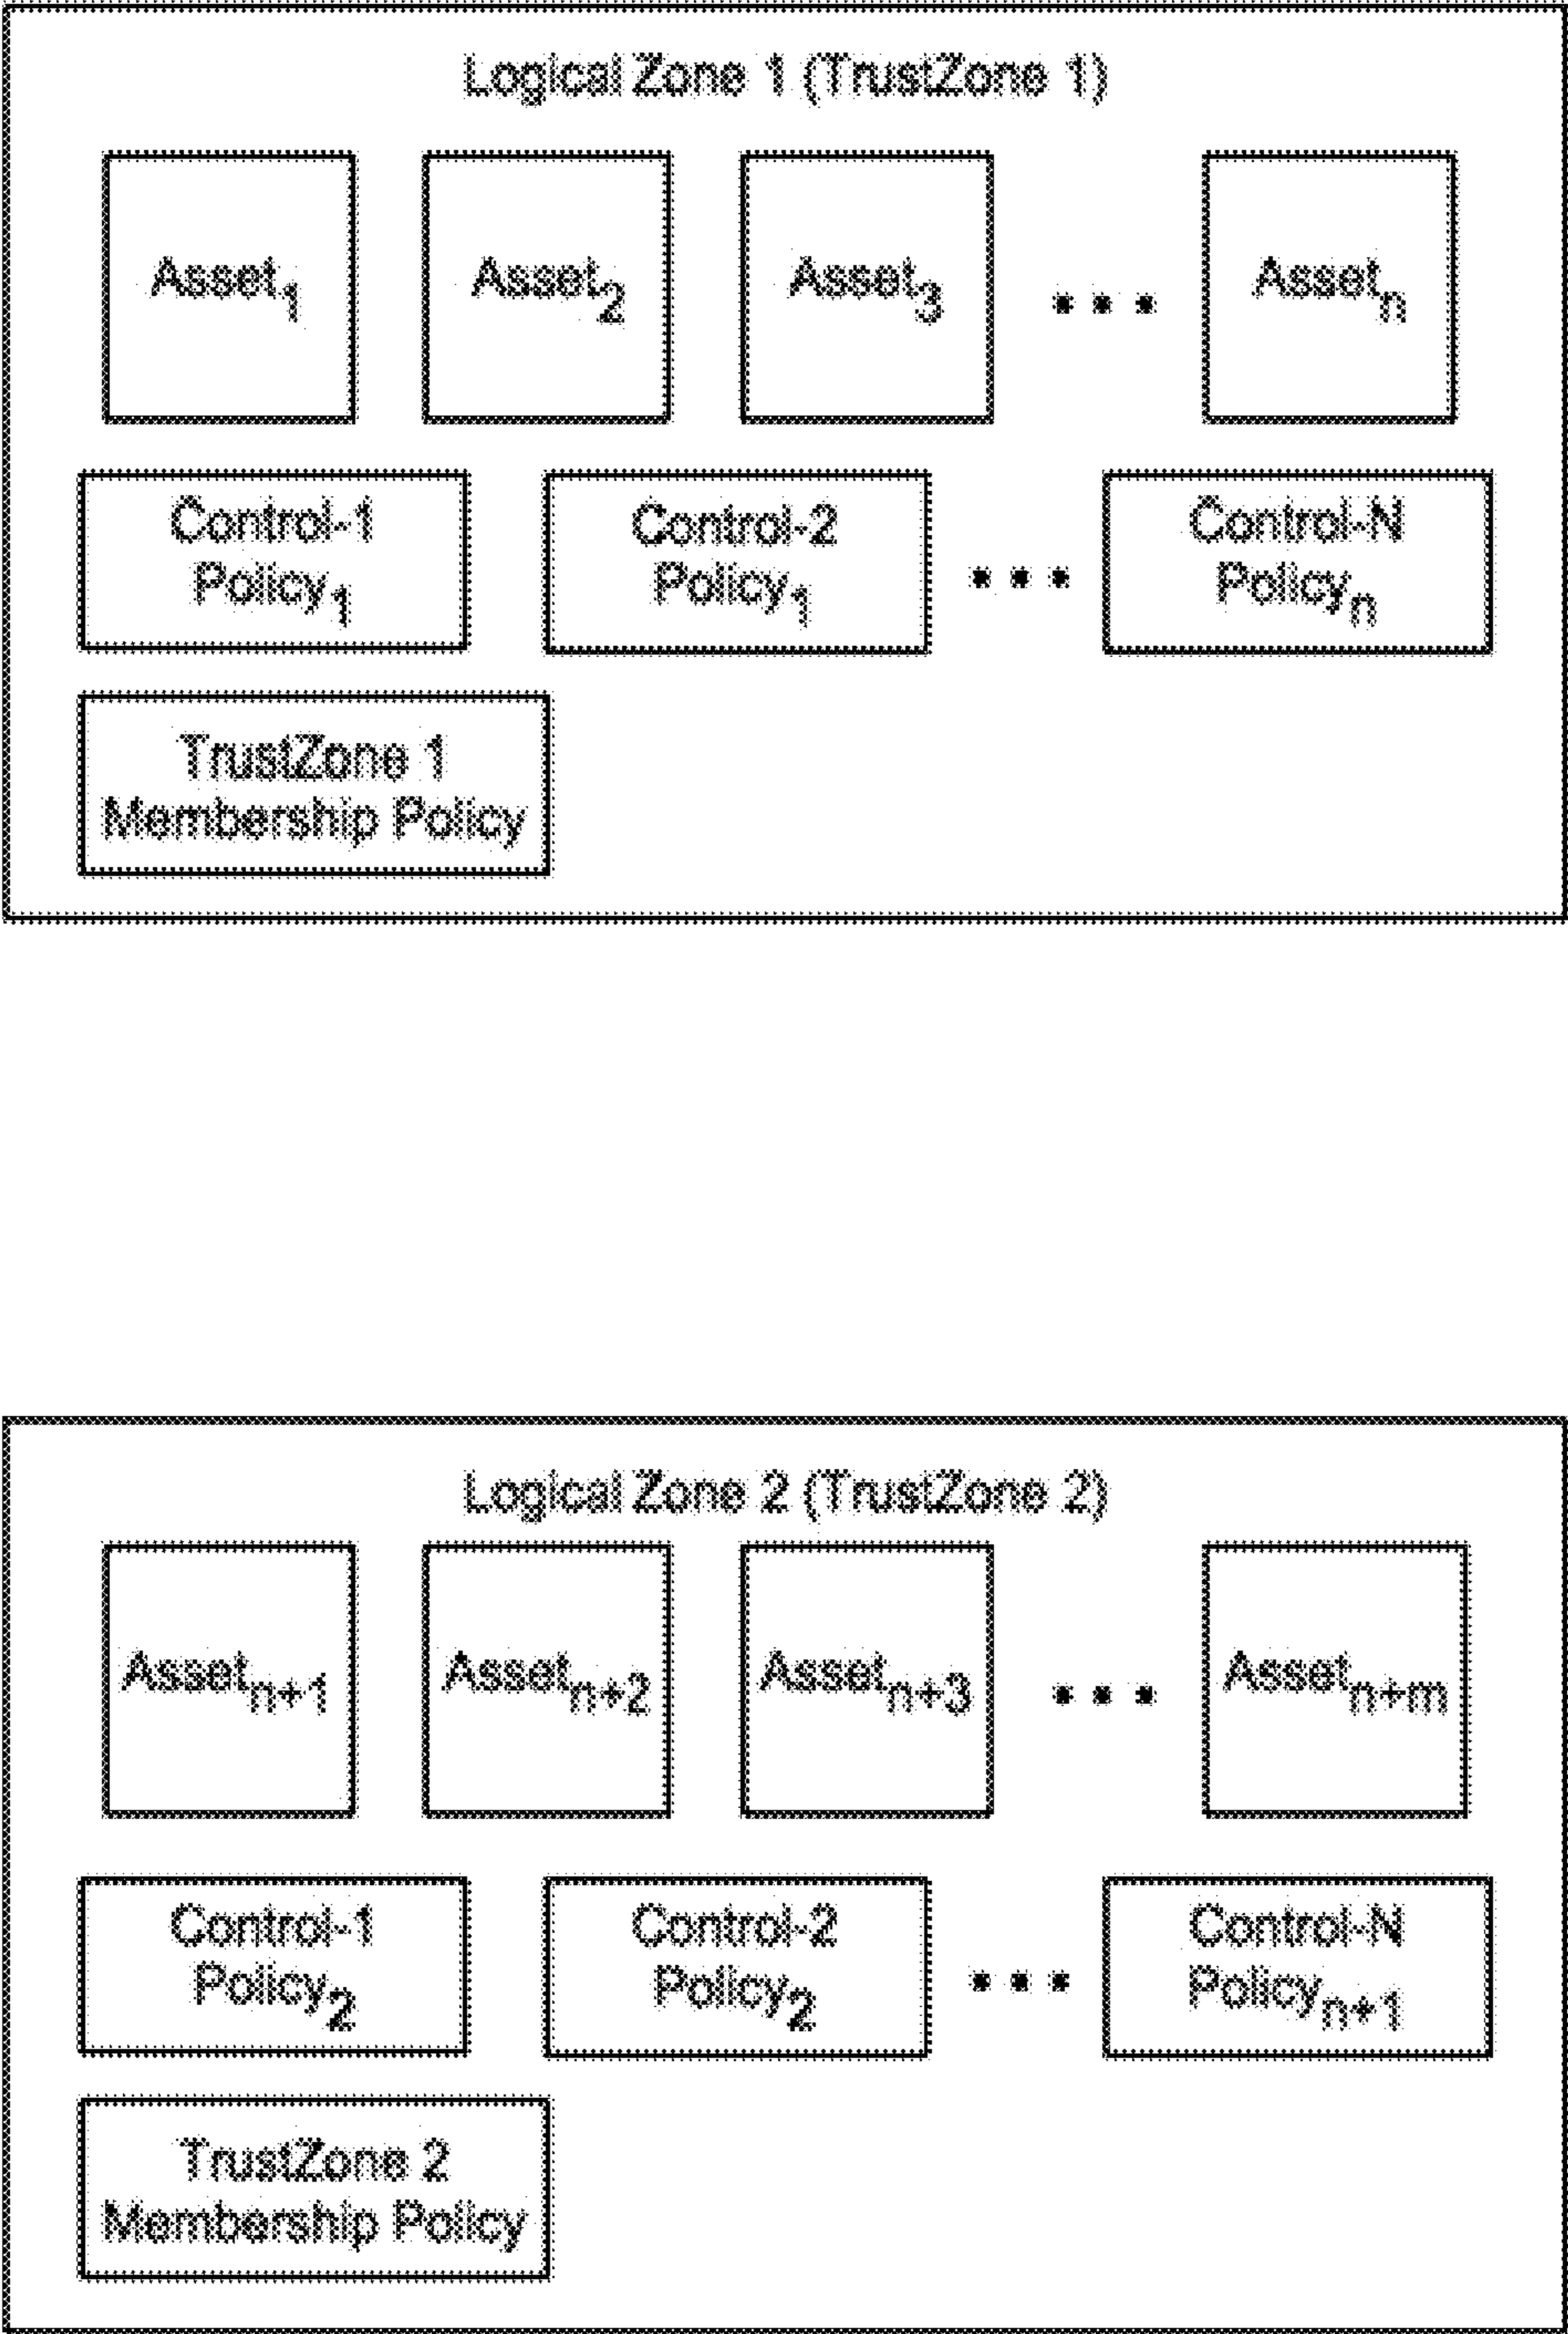 Logical Zone 1 (TrustZone 1)
Asset1 Asset2 Asset3 ... Assetn
Control-1 Control-2 Control-N
Policy1 Policy1 ... Policyn
TrustZone 1
Membership Policy
Logical Zone 2 (TrustZone 2)
Assetn+1 Assetn+2 Assetn+3 ... Assetn+m
Control-1 Control-2 Control-N
Policy2 Policy2 ... Policyn+1
TrustZone 2
Membership Policy